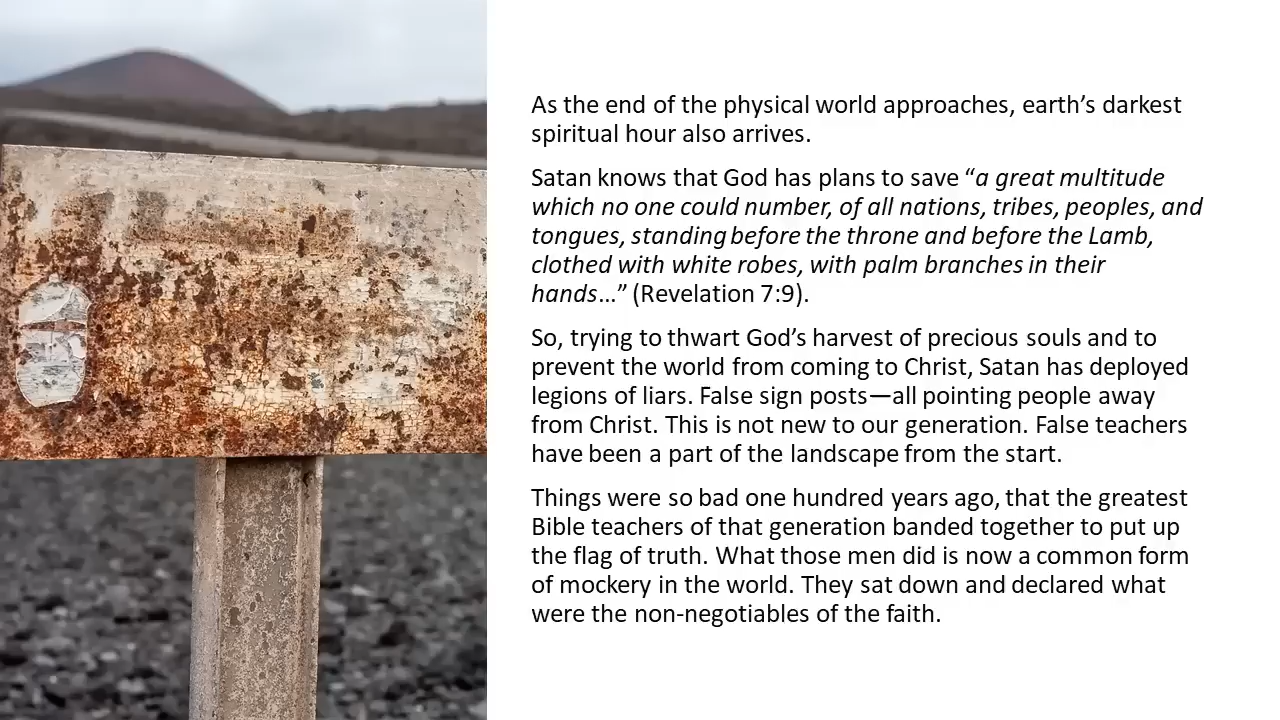 As the end of the physical world approaches, earth’s darkest
spiritual hour also arrives.
Satan knows that God has plans to save “a great multitude
which no one could number, of all nations, tribes, peoples, and
tongues, standing before the throne and before the Lamb,
clothed with white robes, with palm branches in their
hands…” (Revelation 7:9).
So, trying to thwart God’s harvest of precious souls and to
prevent the world from coming to Christ, Satan has deployed
legions of liars. False sign posts—all pointing people away
from Christ. This is not new to our generation. False teachers
have been a part of the landscape from the start.
Things were so bad one hundred years ago, that the greatest
Bible teachers of that generation banded together to put up
the flag of truth. What those men did is now a common form
of mockery in the world. They sat down and declared what
were the non-negotiables of the faith.